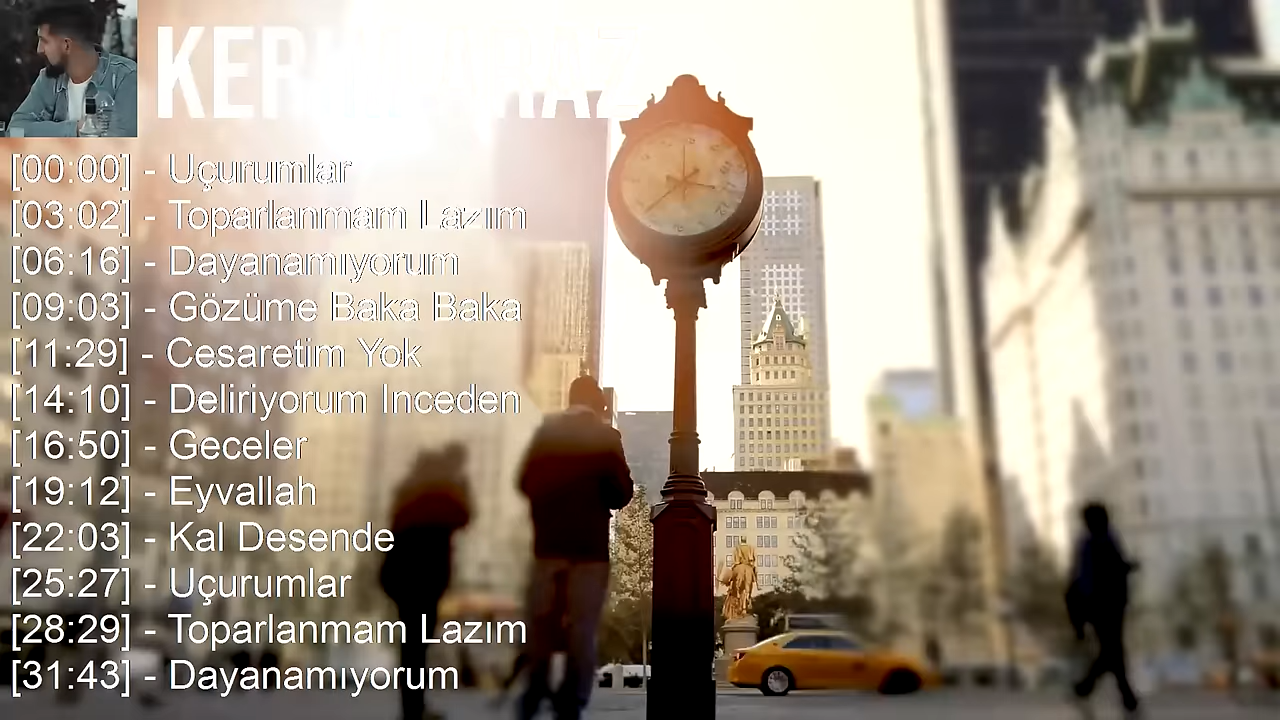 [00:00] - Uçurumlar
[03:02] - Toparlanmam Lazım
[06:16] - Dayanamıyorum
[09:03] - Gözüme Baka Baka
[11:29] - Cesaretim Yok
[14:10] - Deliriyorum Inceden
[16:50] - Geceler
[19:12] - Eyvallah
[22:03] - Kal Desende
[25:27] - Uçurumlar
[28:29] - Toparlanmam Lazım
[31:43] - Dayanamıyorum